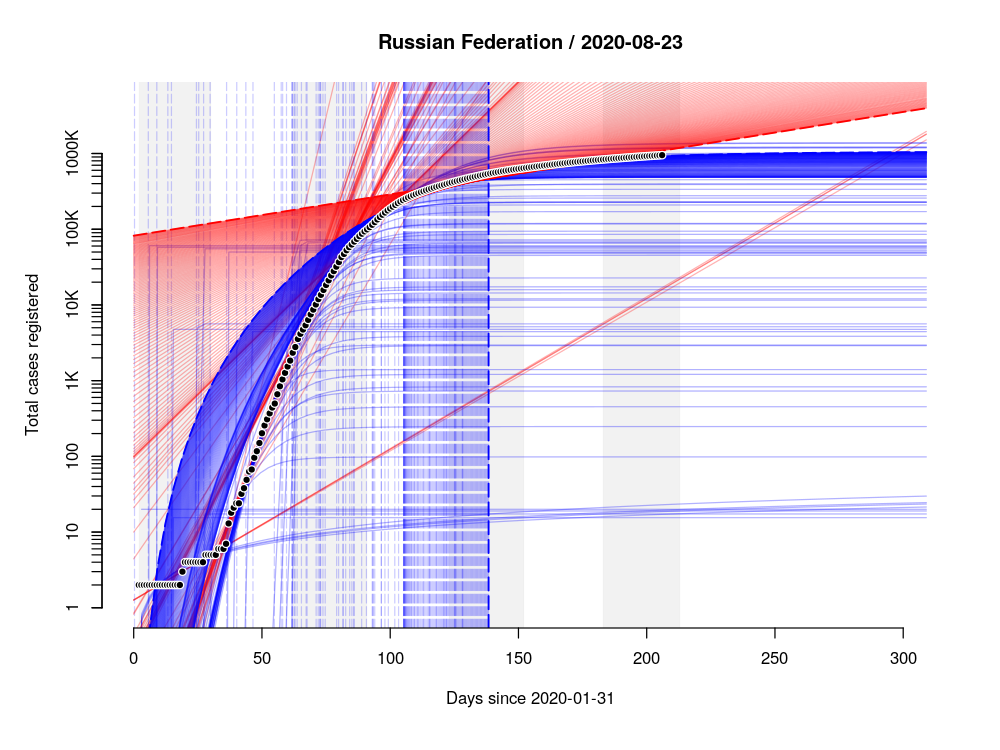 Russian Federation / 2020-08-23
Total cases registered
1000K
100K
10K
1K
100
10
1
0 50 100 150 200 250 300
Days since 2020-01-31